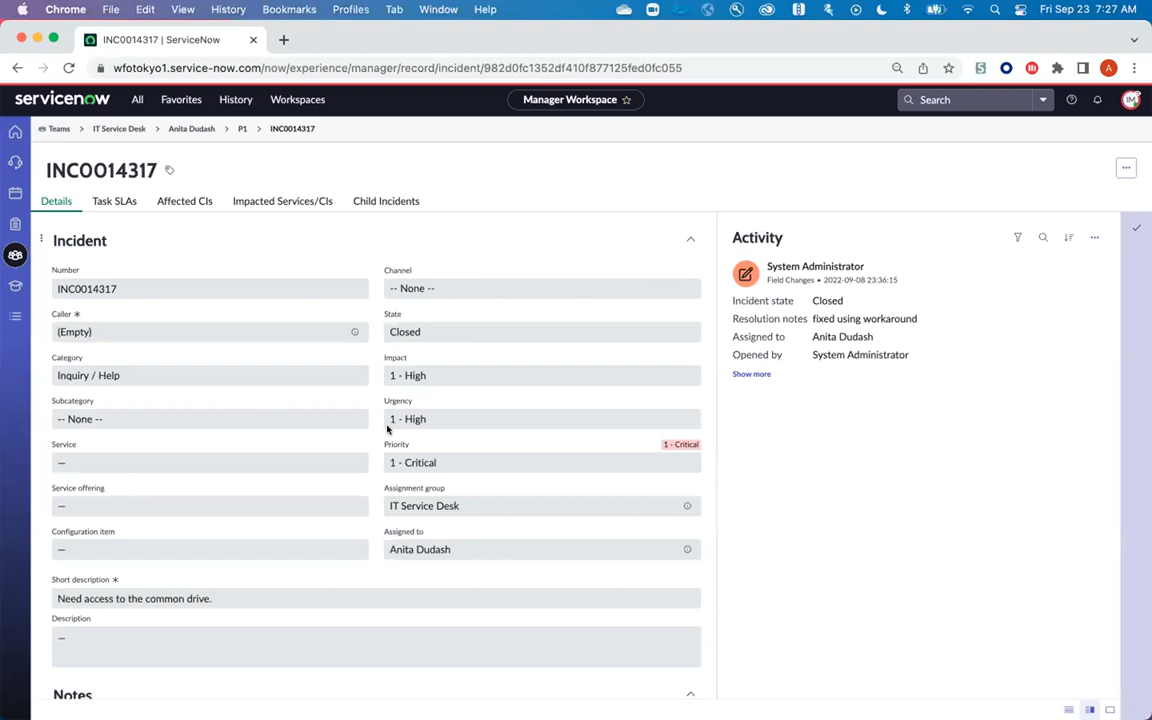 Chrome File Edit View History Bookmarks Profiles Tab Window Help Fri Sep 23 7:27 AM
INC0014317 | ServiceNow
wfotokyo1.service-now.com/now/experience/manager/record/incident/982d0fc1352df410f877125fed0fc055
A
servicenow All Favorites History Workspaces Manager Workspace Search IM
Teams > IT Service Desk > Anita Dudash > P1 > INC0014317
INC0014317
Details Task SLAs Affected CIs Impacted Services/CIs Child Incidents
Incident
Number
INC0014317
Channel
-- None --
Caller *
(Empty)
State
Closed
Category
Inquiry / Help
Impact
1 - High
Subcategory
-- None --
Urgency
1 - High
Service
—
Priority
1 - Critical
1 - Critical
Service offering
—
Assignment group
IT Service Desk
Configuration item
—
Assigned to
Anita Dudash
Short description *
Need access to the common drive.
Description
—
Notes
Activity
System Administrator
Field Changes • 2022-09-08 23:36:15
Incident state Closed
Resolution notes fixed using workaround
Assigned to Anita Dudash
Opened by System Administrator
Show more